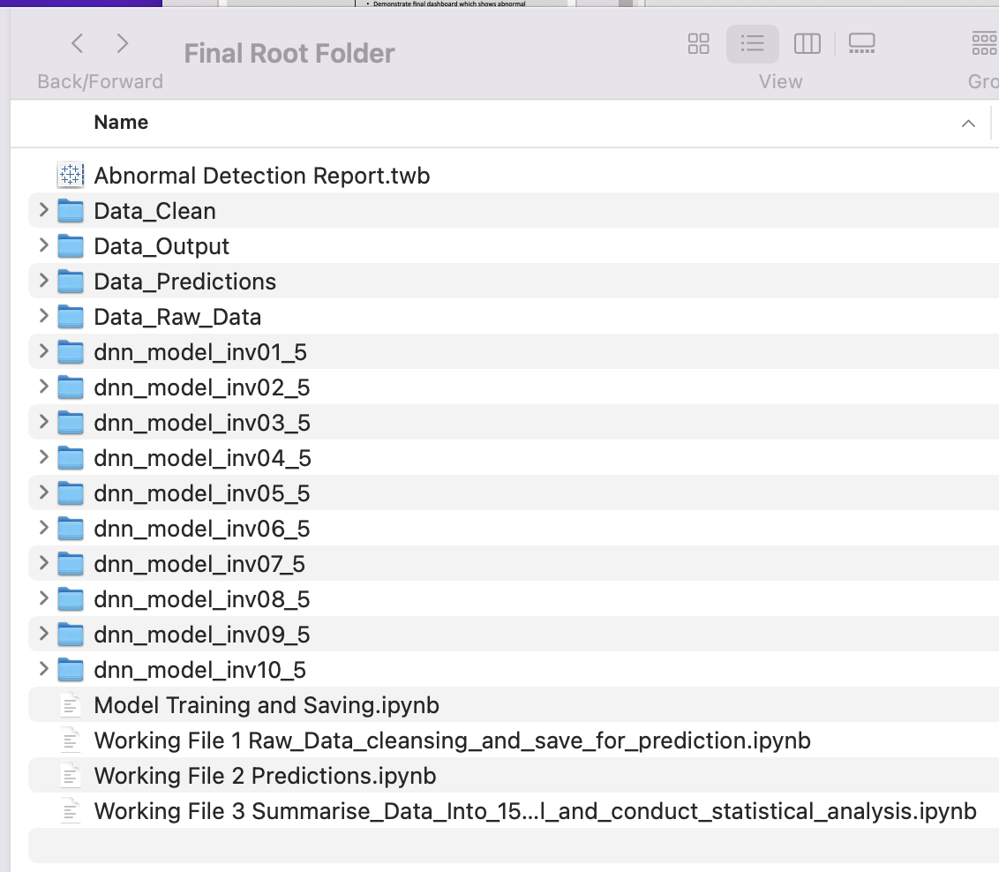 • Demonstrate final dashboard which shows abnormal
Final Root Folder
Back/Forward
View
Gro
Name
Abnormal Detection Report.twb
Data_Clean
Data_Output
Data_Predictions
Data_Raw_Data
dnn_model_inv01_5
dnn_model_inv02_5
dnn_model_inv03_5
dnn_model_inv04_5
dnn_model_inv05_5
dnn_model_inv06_5
dnn_model_inv07_5
dnn_model_inv08_5
dnn_model_inv09_5
dnn_model_inv10_5
Model Training and Saving.ipynb
Working File 1 Raw_Data_cleansing_and_save_for_prediction.ipynb
Working File 2 Predictions.ipynb
Working File 3 Summarise_Data_Into_15...l_and_conduct_statistical_analysis.ipynb